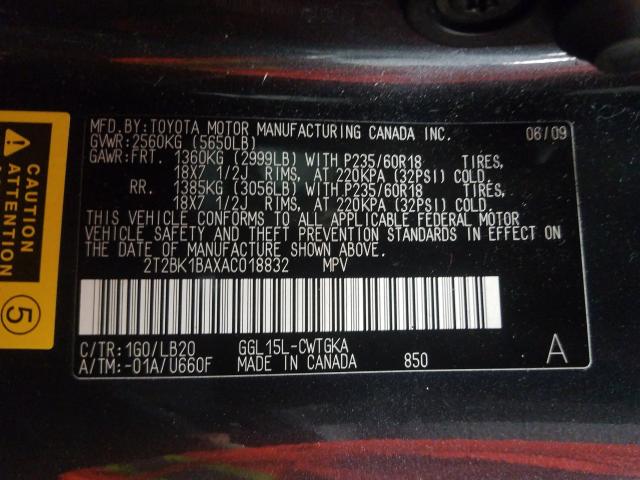 MFD. BY: TOYOTA MOTOR MANUFACTURING CANADA INC. 06/09
GVWR: 2560KG (5650LB)
GAWR: FRT. 1360KG (2999LB) WITH P235/60R18 TIRES,
18X7 1/2J RIMS, AT 220KPA (32PSI) COLD.
RR. 1385KG (3056LB) WITH P235/60R18 TIRES,
18X7 1/2J RIMS, AT 220KPA (32PSI) COLD.
THIS VEHICLE CONFORMS TO ALL APPLICABLE FEDERAL MOTOR
VEHICLE SAFETY AND THEFT PREVENTION STANDARDS IN EFFECT ON
THE DATE OF MANUFACTURE SHOWN ABOVE.
2T2BK1BAXAC018832 MPV
C/TR: 1G0/LB20 GGL15L-CWTGKA
A/TM: -01A/U660F MADE IN CANADA 850 A
CAUTION
ATTENTION
5